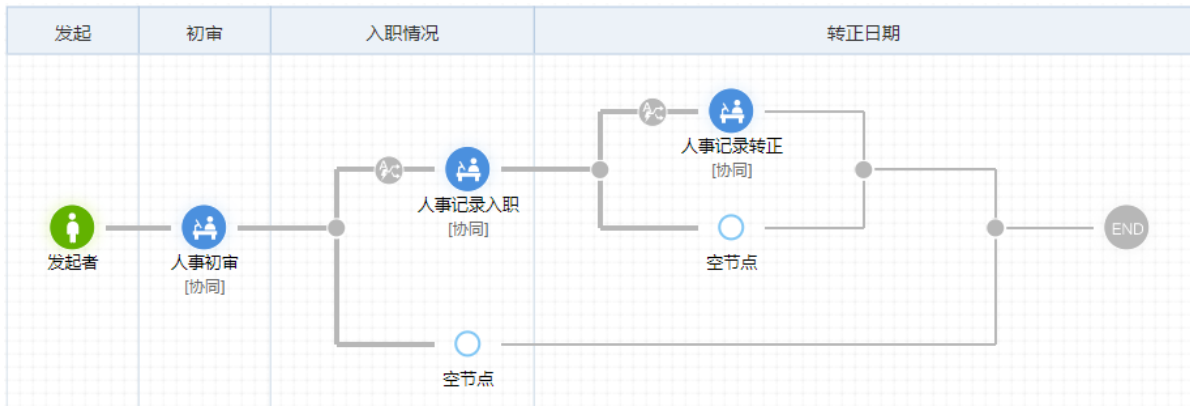 发起
初审
入职情况
转正日期
人事记录转正
[协同]
人事记录入职
[协同]
发起者
人事初审
[协同]
空节点
END
空节点